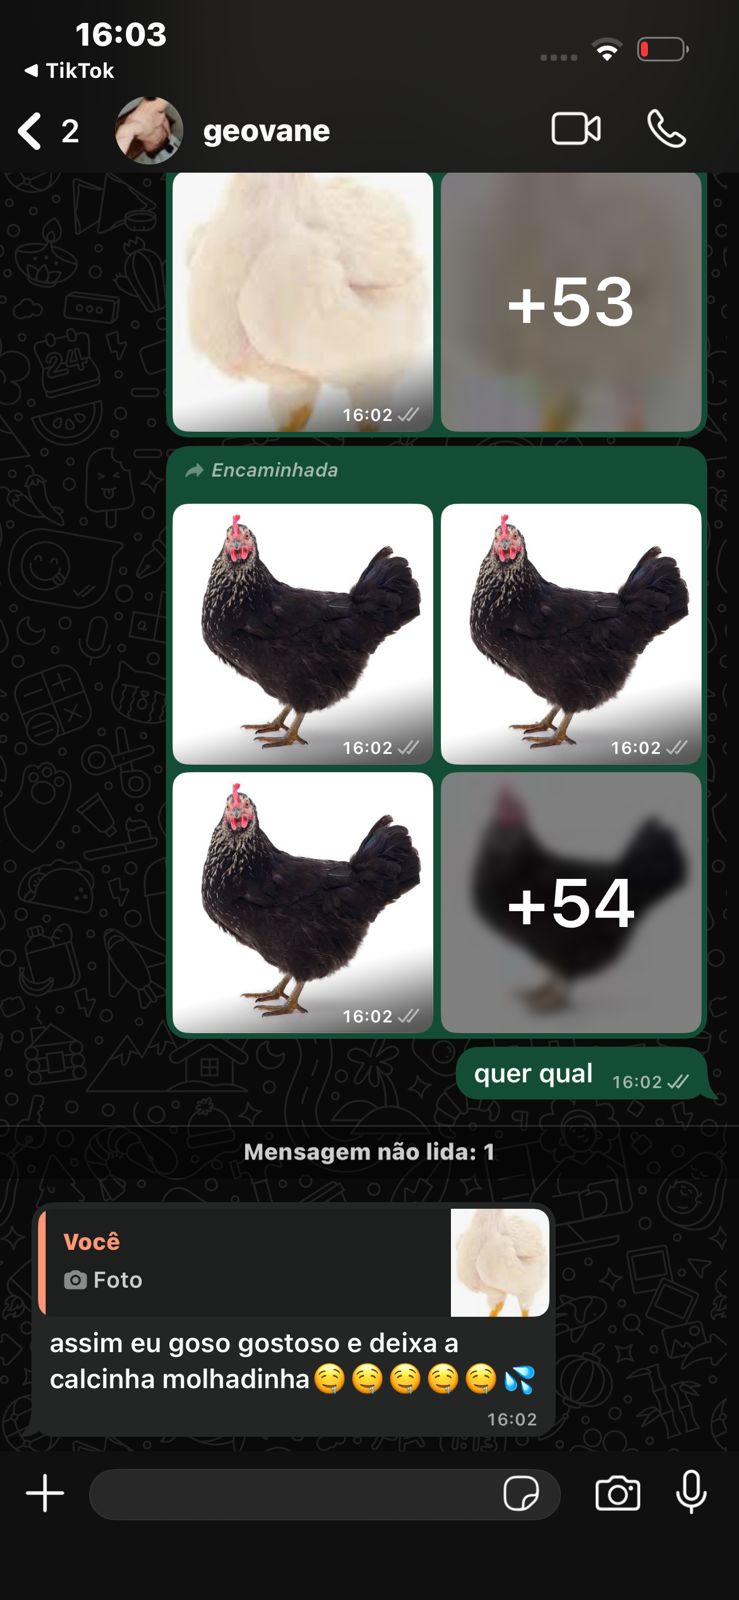 16:03
TikTok
2
geovane
16:02
+53
Encaminhada
16:02
16:02
16:02
+54
quer qual 16:02
Mensagem não lida: 1
Você
Foto
assim eu goso gostoso e deixa a
calcinha molhadinha🤤🤤🤤🤤🤤💦
16:02